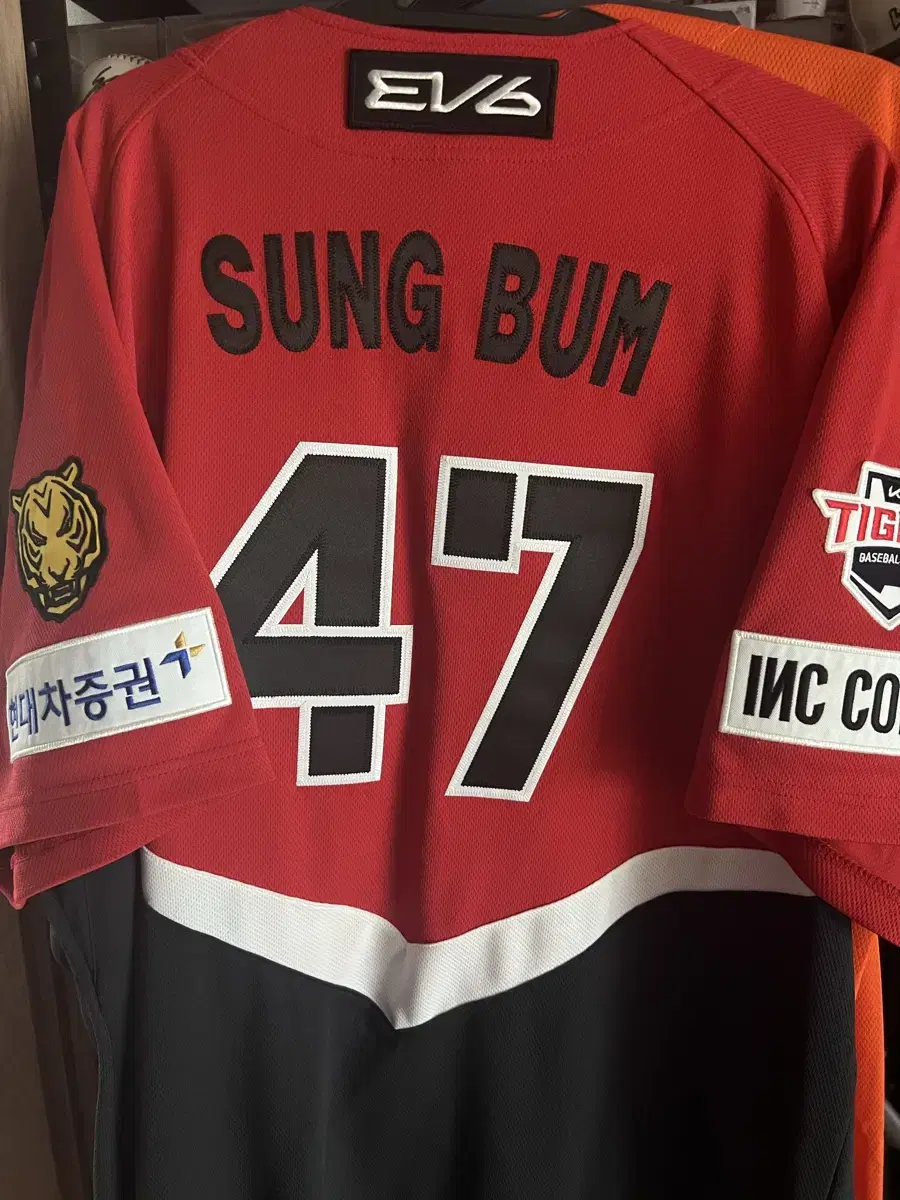 EV6
SUNG BUM
47
현대차증권
TIG
BASEBAL
INC CO